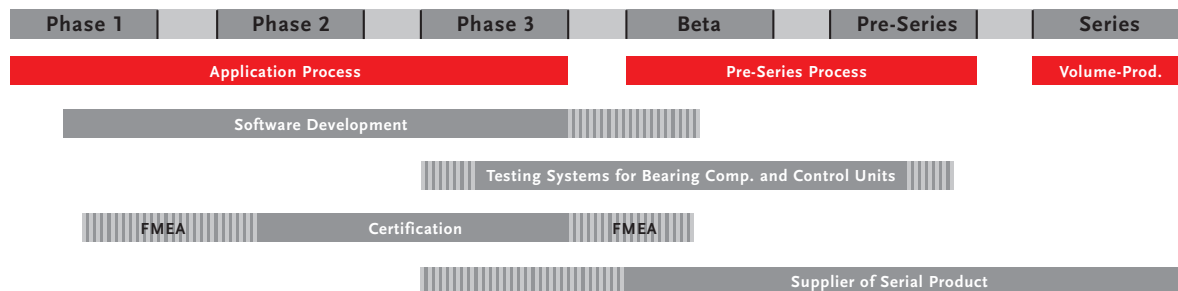 Phase 1 Phase 2 Phase 3 Beta Pre-Series Series
Application Process Pre-Series Process Volume-Prod.
Software Development
Testing Systems for Bearing Comp. and Control Units
FMEA Certification FMEA
Supplier of Serial Product